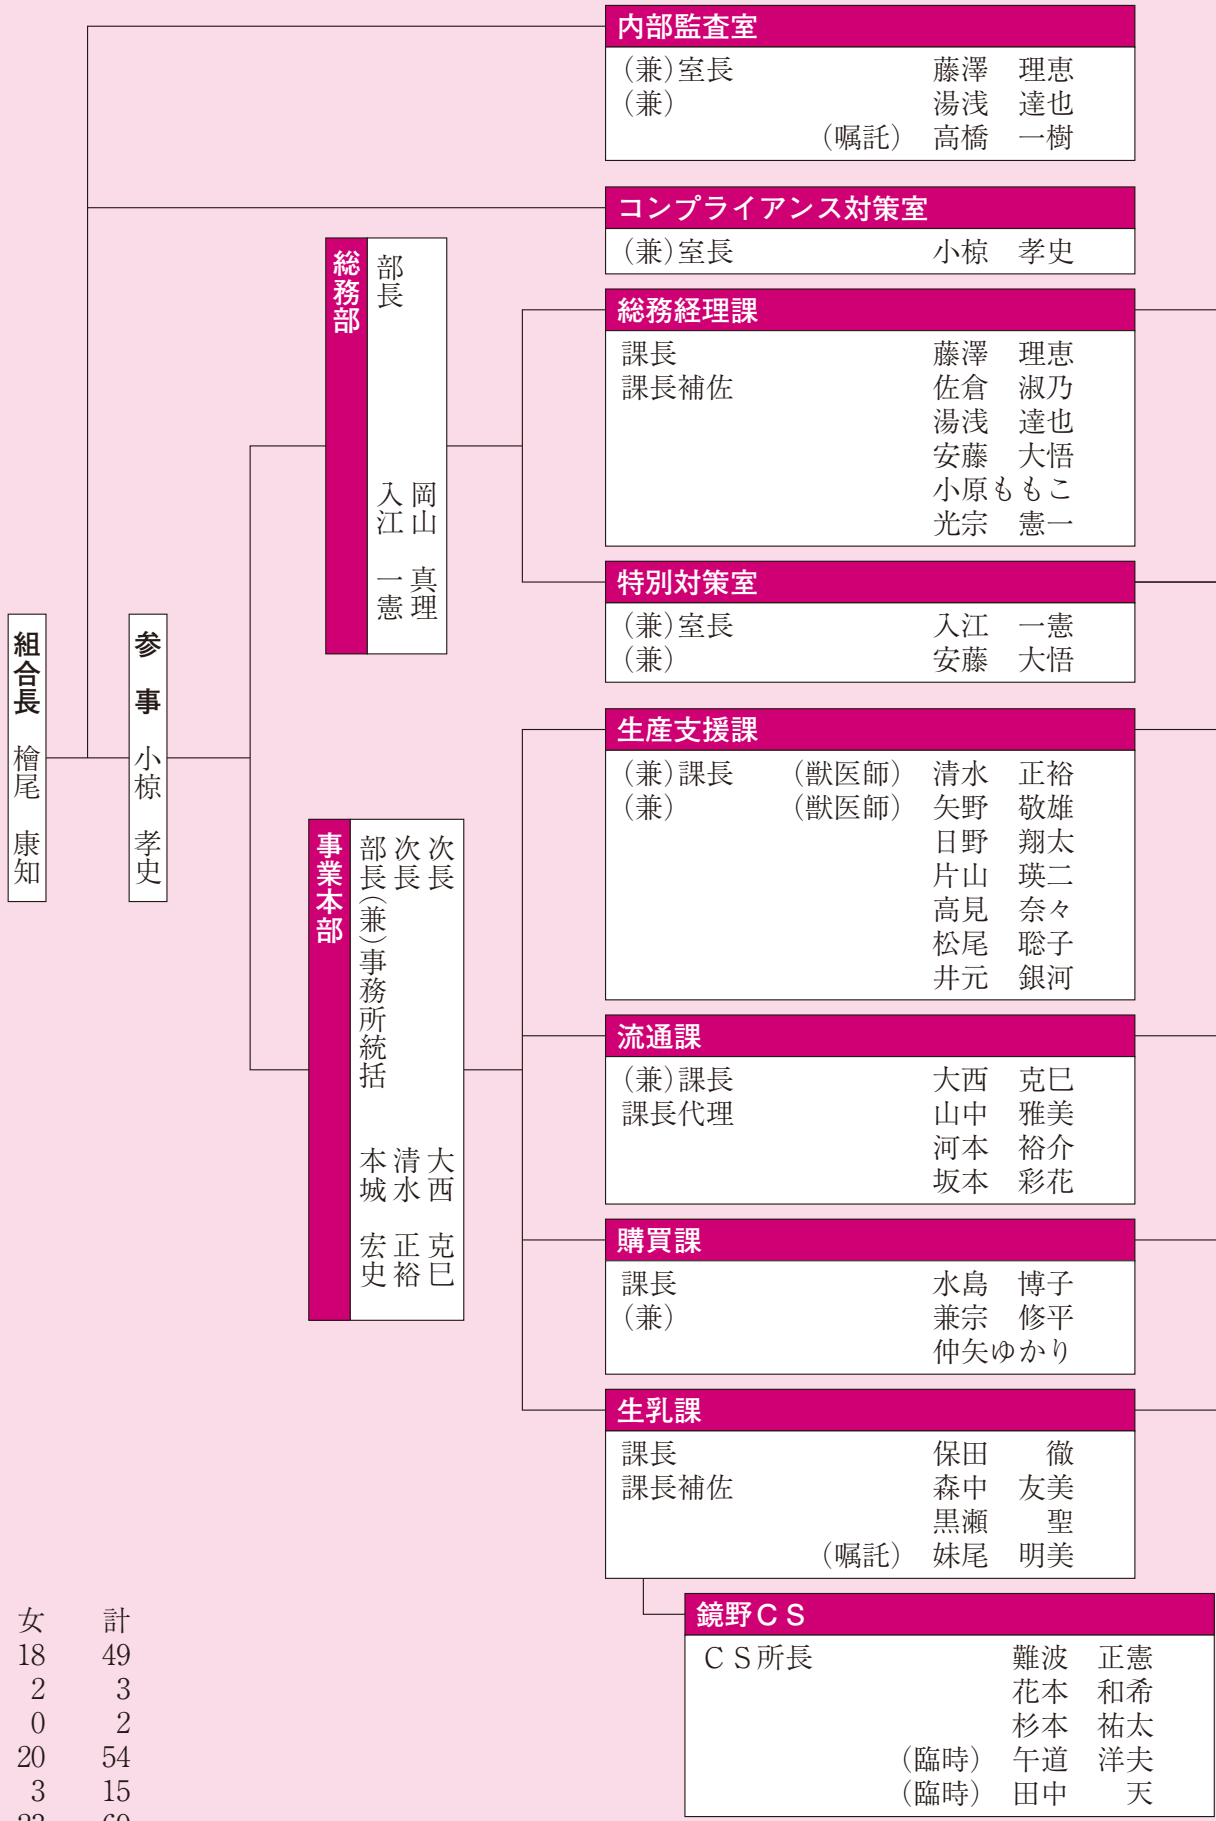 組合長　檜尾　康知
参　事　小椋　孝史
内部監査室
（兼）室長　藤澤　理恵
（兼）　湯浅　達也
（嘱託）高橋　一樹
コンプライアンス対策室
（兼）室長　小椋　孝史
総務部
部長　入江　一憲
岡山　真理
総務経理課
課長　藤澤　理恵
課長補佐　佐倉　淑乃
湯浅　達也
安藤　大悟
小原ももこ
光宗　憲一
特別対策室
（兼）室長　入江　一憲
（兼）　安藤　大悟
事業本部
部長（兼）事務所統括　本城　宏史
次長　清水　正裕
次長　大西　克巳
生産支援課
（兼）課長　（獣医師）　清水　正裕
（兼）　（獣医師）　矢野　敬雄
日野　翔太
片山　瑛二
高見　奈々
松尾　聡子
井元　銀河
流通課
（兼）課長　大西　克巳
課長代理　山中　雅美
河本　裕介
坂本　彩花
購買課
課長　水島　博子
（兼）　兼宗　修平
仲矢ゆかり
生乳課
課長　保田　徹
課長補佐　森中　友美
黒瀬　聖
（嘱託）　妹尾　明美
鏡野ＣＳ
ＣＳ所長　難波　正憲
花本　和希
杉本　祐太
（臨時）　午道　洋夫
（臨時）　田中　天
女　計
18　49
2　3
0　2
20　54
3　15